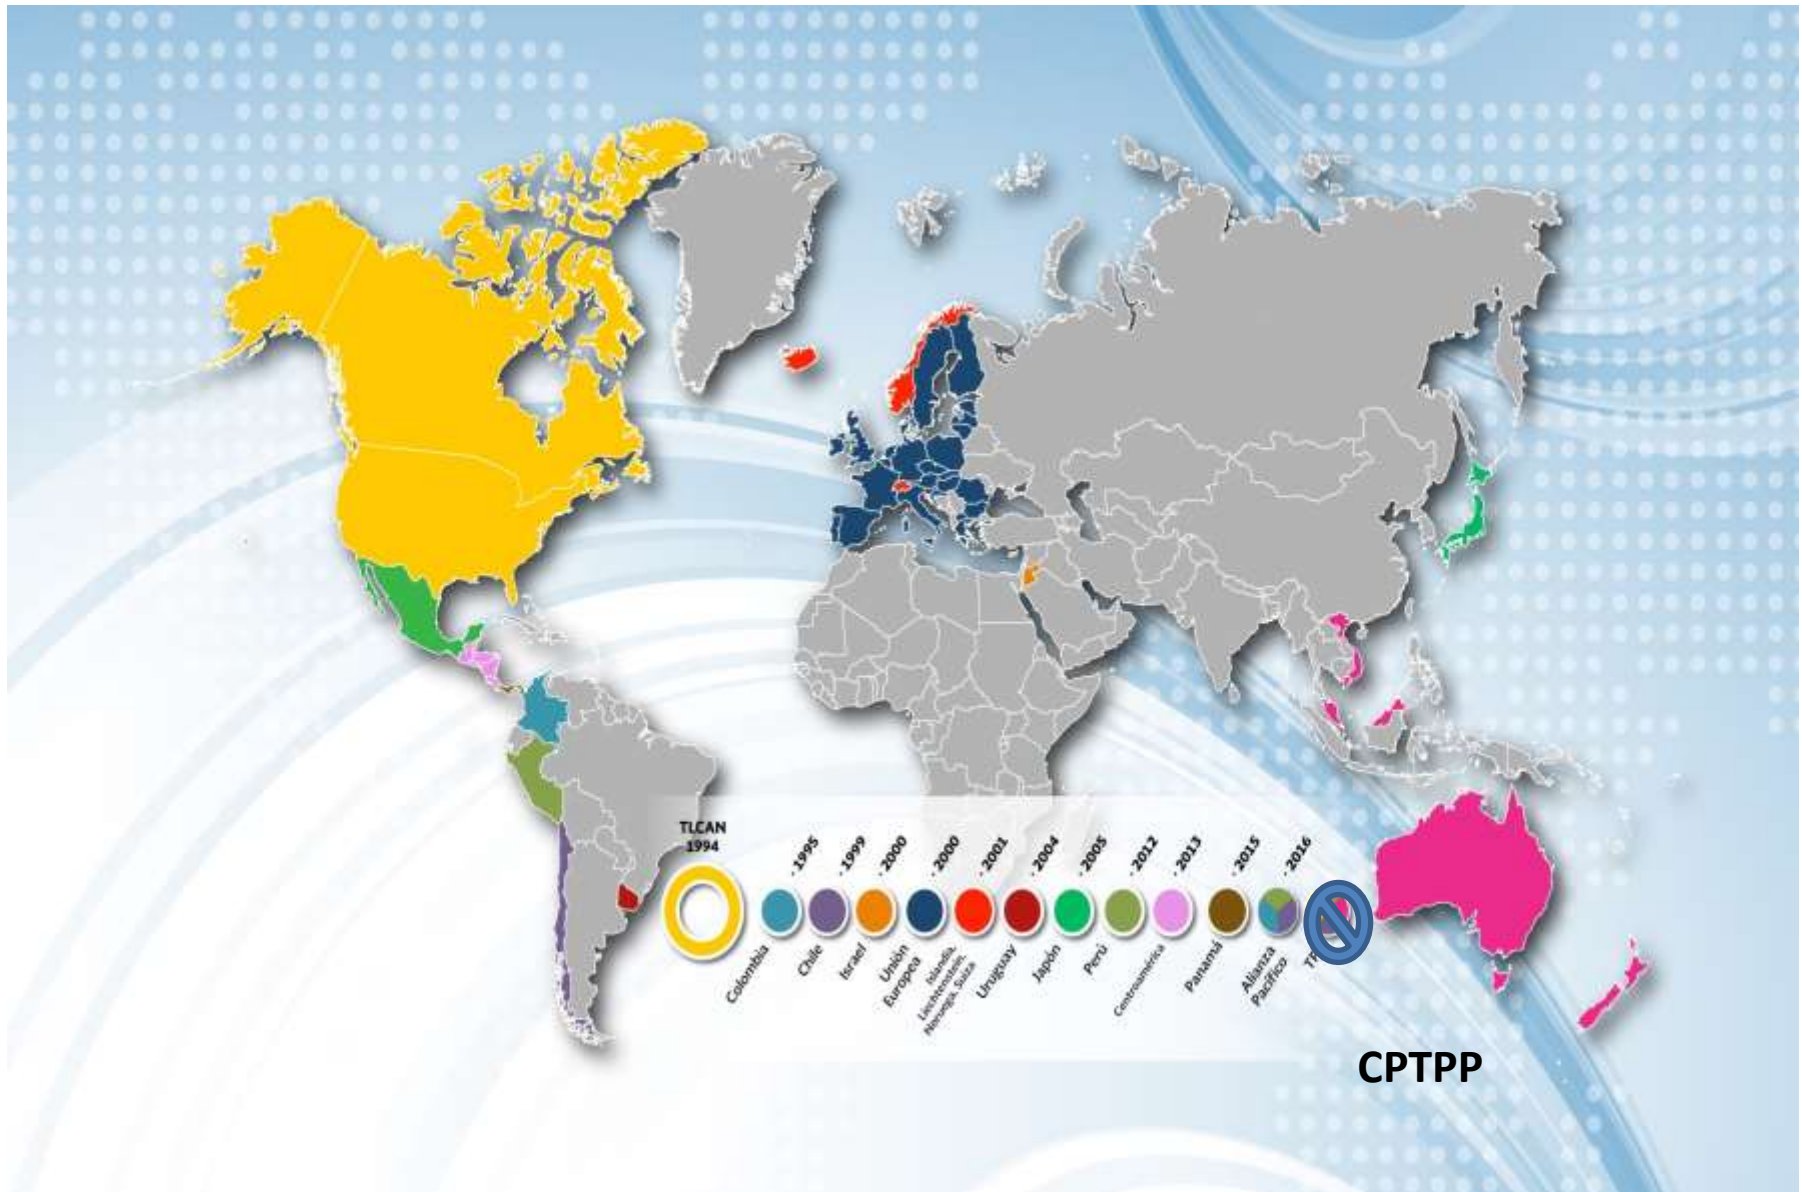 TLCAN
1994
· 1995
· 1999
· 2000
· 2000
· 2001
· 2004
· 2005
· 2012
· 2013
· 2015
· 2016
Colombia
Chile
Israel
Unión
Europea
Islandia,
Liechtenstein,
Noruega, Suiza
Uruguay
Japón
Perú
Centroamérica
Panamá
Alianza
Pacífico
CPTPP